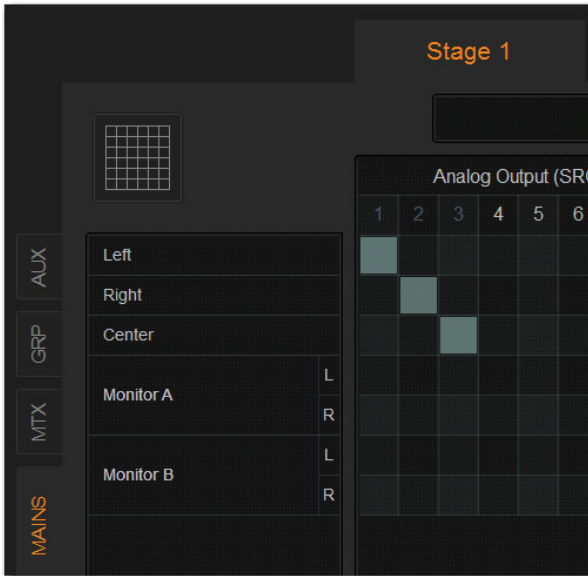 Stage 1
Analog Output (SRC
1 2 3 4 5 6
AUX
GRP
MTX
MAINS
Left
Right
Center
Monitor A
L
R
Monitor B
L
R